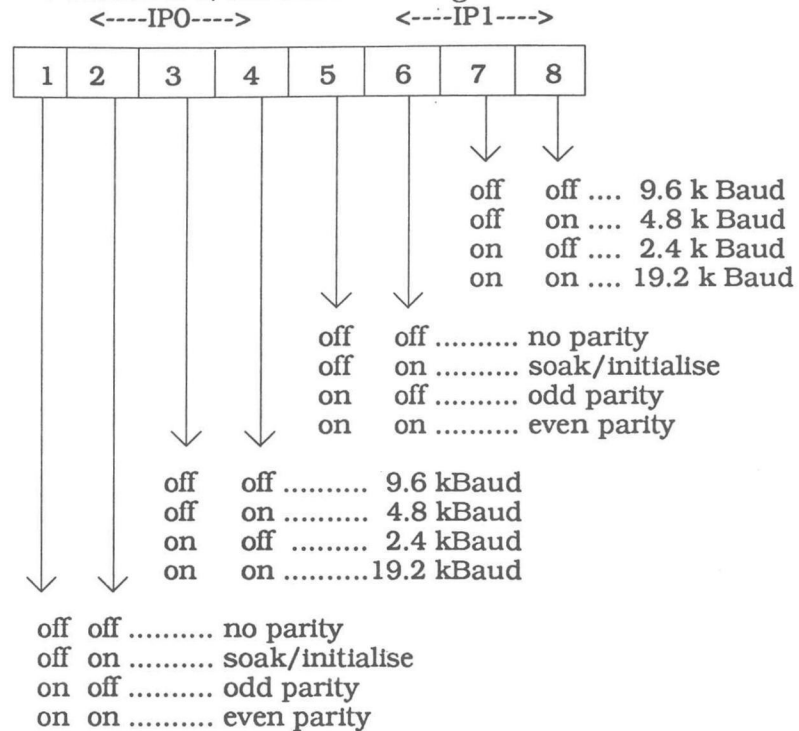 <----IP0----> <----IP1---->
1 2 3 4 5 6 7 8
off off .... 9.6 k Baud
off on .... 4.8 k Baud
on off .... 2.4 k Baud
on on .... 19.2 k Baud
off off .......... no parity
off on .......... soak/initialise
on off .......... odd parity
on on .......... even parity
off off .......... 9.6 kBaud
off on .......... 4.8 kBaud
on off ......... 2.4 kBaud
on on ..........19.2 kBaud
off off .......... no parity
off on .......... soak/initialise
on off .......... odd parity
on on .......... even parity